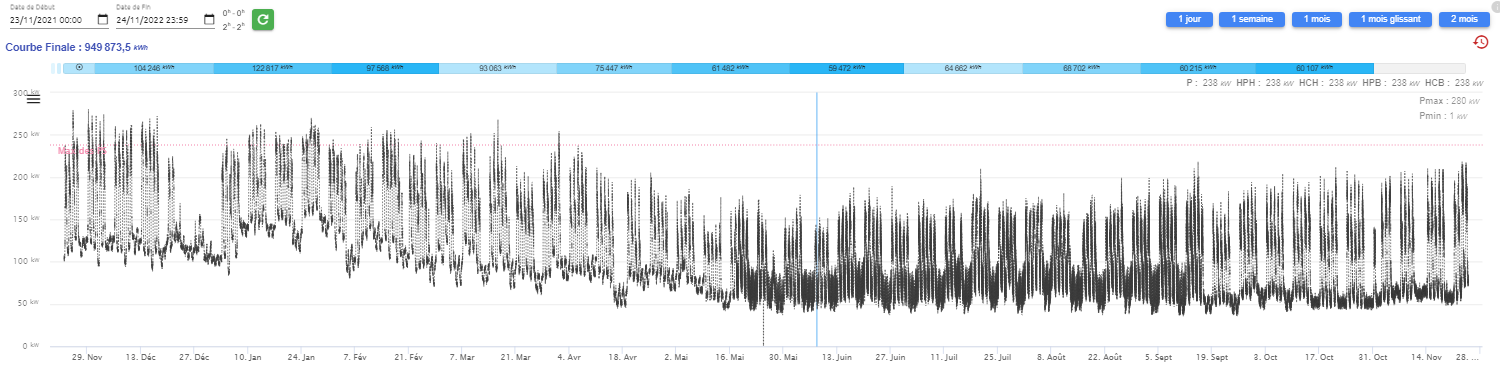 Date de Début
Date de Fin
23/11/2021 00:00
24/11/2022 23:59
0ʰ - 0ʰ
2ʰ - 2ʰ
1 jour
1 semaine
1 mois
1 mois glissant
2 mois
Courbe Finale : 949 873,5 kWh
104 246 kWh
122 817 kWh
97 568 kWh
93 063 kWh
75 447 kWh
61 482 kWh
59 472 kWh
64 662 kWh
68 702 kWh
60 215 kWh
60 107 kWh
P : 238 kW HPH : 238 kW HCH : 238 kW HPB : 238 kW HCB : 238 kW
Pmax : 280 kW
Pmin : 1 kW
300 kW
250 kW
200 kW
150 kW
100 kW
50 kW
0 kW
29. Nov
13. Déc
27. Déc
10. Jan
24. Jan
7. Fév
21. Fév
7. Mar
21. Mar
4. Avr
18. Avr
2. Mai
16. Mai
30. Mai
13. Juin
27. Juin
11. Juil
25. Juil
8. Août
22. Août
5. Sept
19. Sept
3. Oct
17. Oct
31. Oct
14. Nov
28. ...